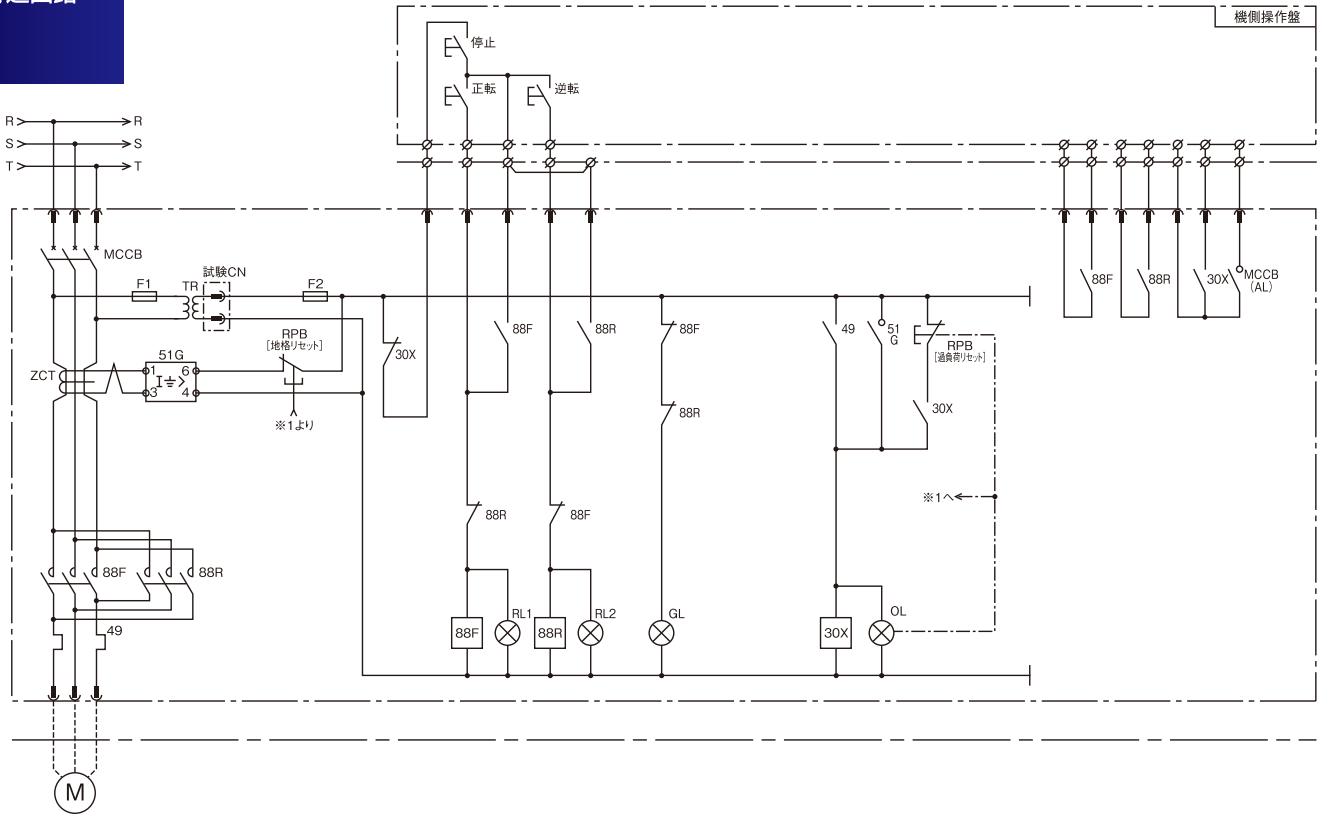 機側操作盤
停止
正転
逆転
R R
S S
T T
MCCB
F1
TR
試験CN
F2
RPB
[地格リセット]
51G
1 6
I >
3 4
ZCT
※1より
30X
88F
88R
88F
88R
49
51
G
RPB
[過負荷リセット]
30X
88F
88R
30X
MCCB
(AL)
※1へ
88R
88F
88F
88R
49
88F
RL1
88R
RL2
GL
30X
OL
M